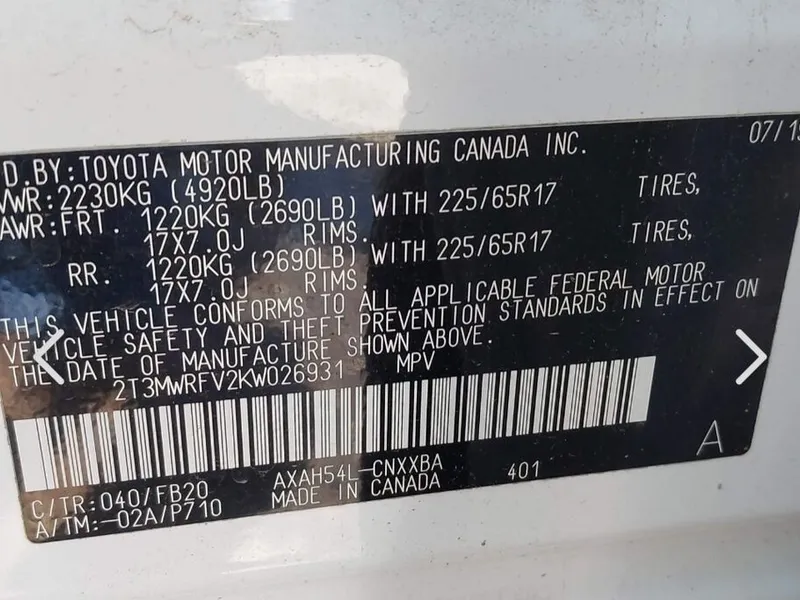 D. BY: TOYOTA MOTOR MANUFACTURING CANADA INC. 07/19
VWR: 2230KG (4920LB)
AWR: FRT. 1220KG (2690LB) WITH 225/65R17 TIRES,
17X7.0J RIMS.
RR. 1220KG (2690LB) WITH 225/65R17 TIRES,
17X7.0J RIMS.
THIS VEHICLE CONFORMS TO ALL APPLICABLE FEDERAL MOTOR
VEHICLE SAFETY AND THEFT PREVENTION STANDARDS IN EFFECT ON
THE DATE OF MANUFACTURE SHOWN ABOVE.
2T3MWRFV2KW026931 MPV
A
C/TR: 040/FB20 AXAH54L-CNXXBA 401
A/TM: -02A/P710 MADE IN CANADA